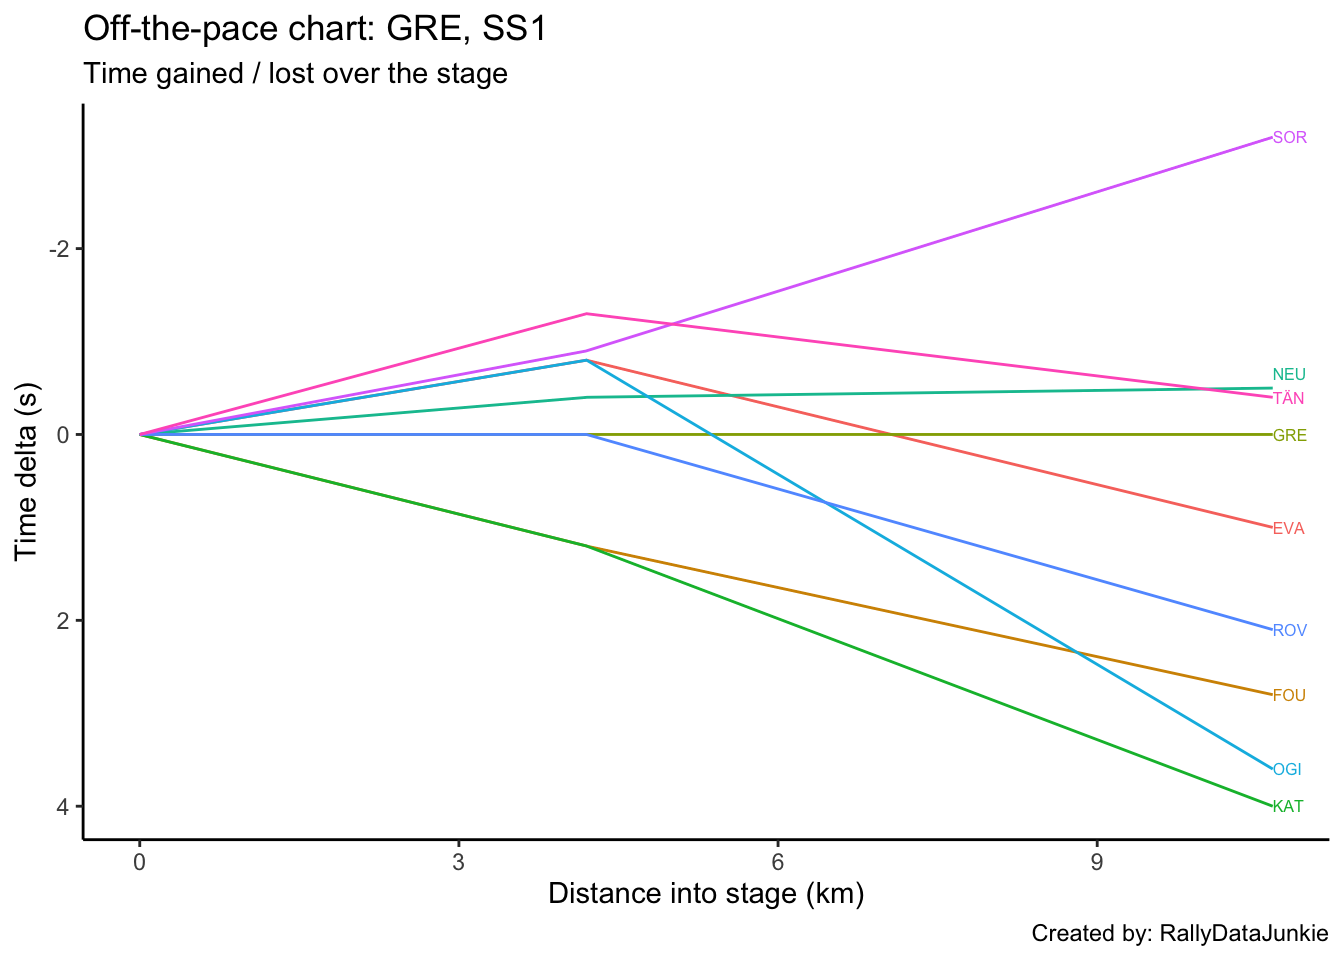 Off-the-pace chart: GRE, SS1
Time gained / lost over the stage
Time delta (s)
-2
0
2
4
SOR
NEU
TÄN
GRE
EVA
ROV
FOU
OGI
KAT
0 3 6 9
Distance into stage (km)
Created by: RallyDataJunkie